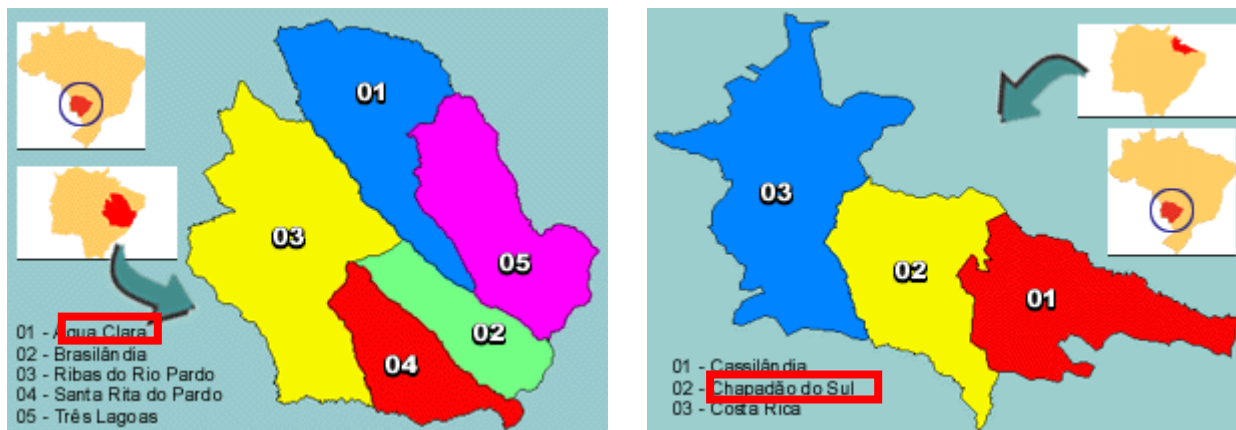 01
03
05
02
04
01 - Água Clara
02 - Brasilândia
03 - Ribas do Rio Pardo
04 - Santa Rita do Pardo
05 - Três Lagoas
03
02
01
01 - Cassilândia
02 - Chapadão do Sul
03 - Costa Rica